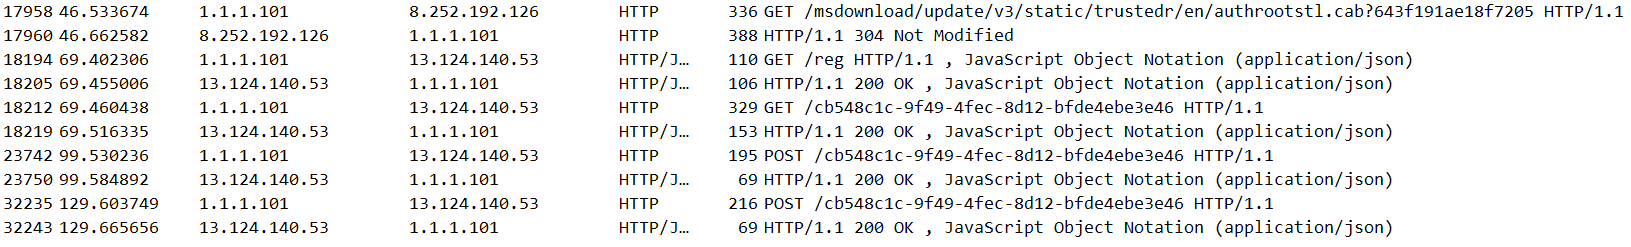 17958 46.533674 1.1.1.101 8.252.192.126 HTTP 336 GET /msdownload/update/v3/static/trustedr/en/authrootstl.cab?643f191ae18f7205 HTTP/1.1
17960 46.662582 8.252.192.126 1.1.1.101 HTTP 388 HTTP/1.1 304 Not Modified
18194 69.402306 1.1.1.101 13.124.140.53 HTTP/J… 110 GET /reg HTTP/1.1 , JavaScript Object Notation (application/json)
18205 69.455006 13.124.140.53 1.1.1.101 HTTP/J… 106 HTTP/1.1 200 OK , JavaScript Object Notation (application/json)
18212 69.460438 1.1.1.101 13.124.140.53 HTTP 329 GET /cb548c1c-9f49-4fec-8d12-bfde4ebe3e46 HTTP/1.1
18219 69.516335 13.124.140.53 1.1.1.101 HTTP/J… 153 HTTP/1.1 200 OK , JavaScript Object Notation (application/json)
23742 99.530236 1.1.1.101 13.124.140.53 HTTP 195 POST /cb548c1c-9f49-4fec-8d12-bfde4ebe3e46 HTTP/1.1
23750 99.584892 13.124.140.53 1.1.1.101 HTTP/J… 69 HTTP/1.1 200 OK , JavaScript Object Notation (application/json)
32235 129.603749 1.1.1.101 13.124.140.53 HTTP 216 POST /cb548c1c-9f49-4fec-8d12-bfde4ebe3e46 HTTP/1.1
32243 129.665656 13.124.140.53 1.1.1.101 HTTP/J… 69 HTTP/1.1 200 OK , JavaScript Object Notation (application/json)